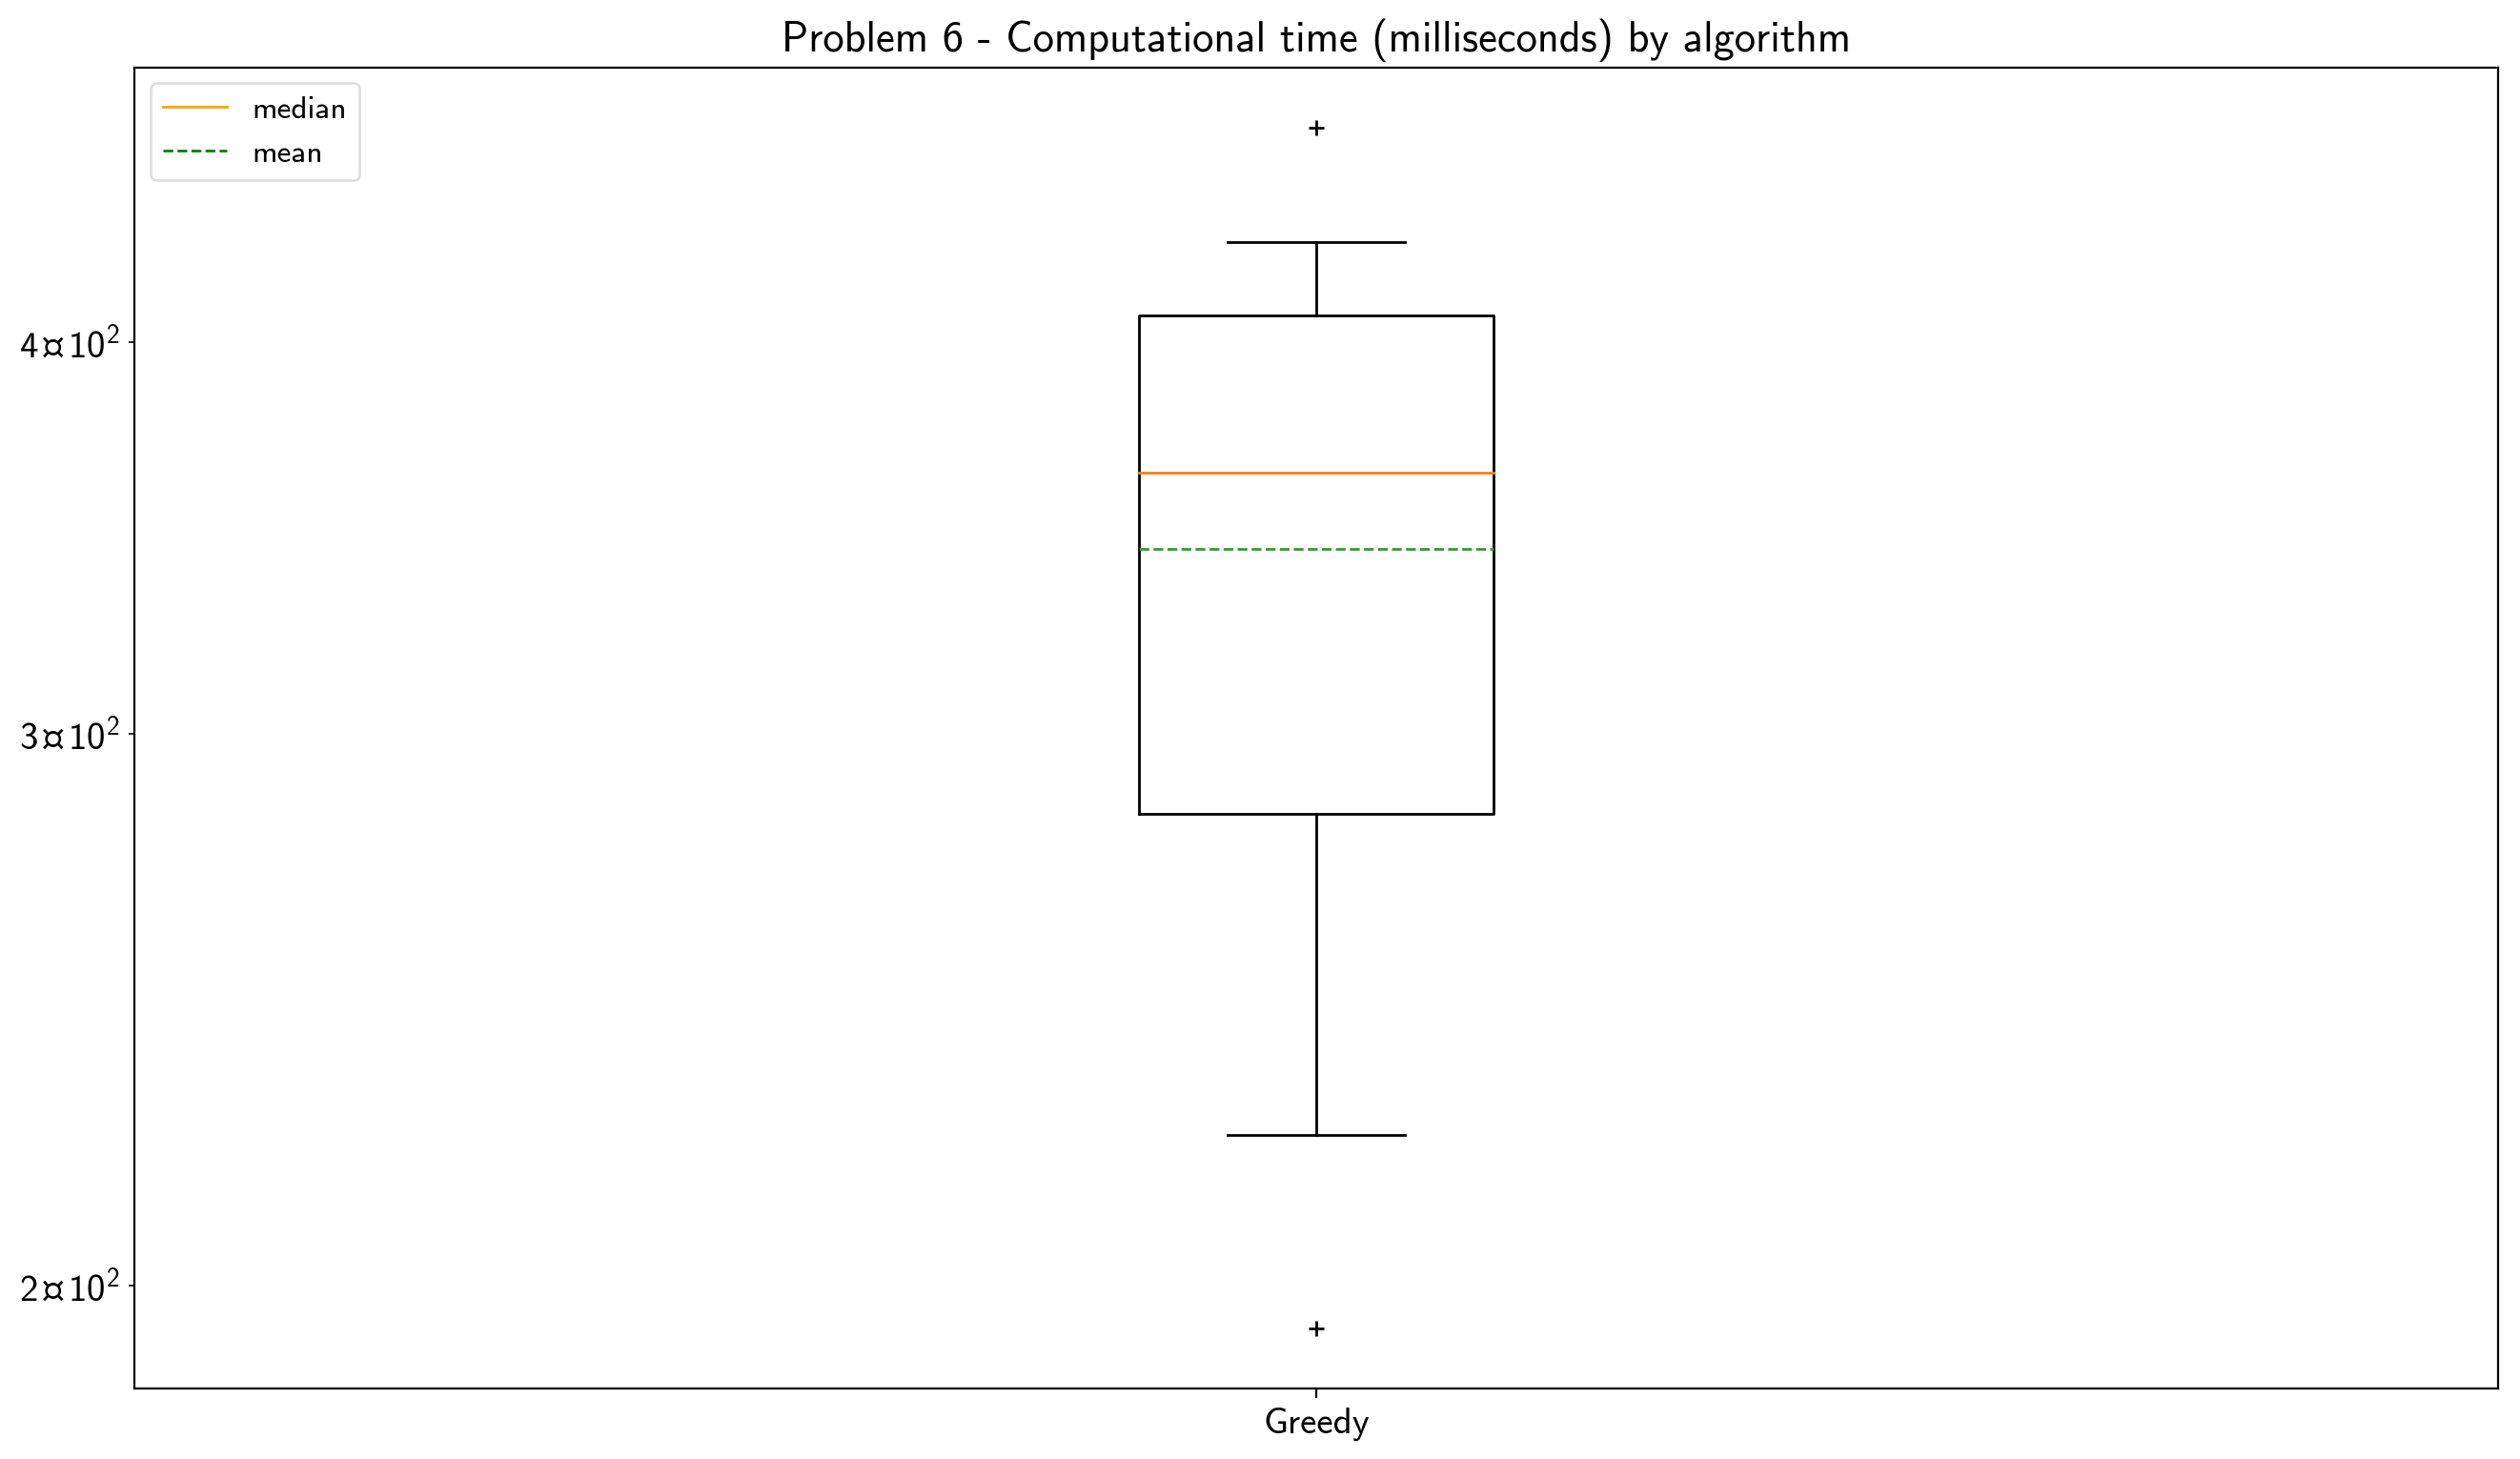 Problem 6 - Computational time (milliseconds) by algorithm
median
mean
4¤10²
3¤10²
2¤10²
Greedy